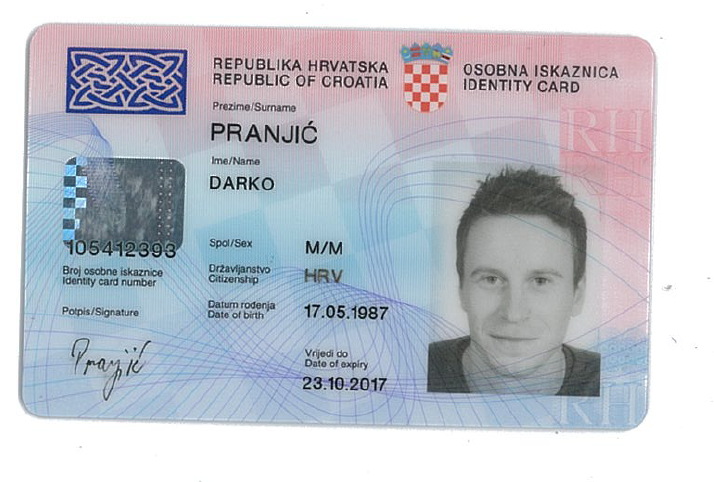 REPUBLIKA HRVATSKA
REPUBLIC OF CROATIA
OSOBNA ISKAZNICA
IDENTITY CARD
Prezime/Surname
PRANJIĆ
Ime/Name
DARKO
RH
RH
105412393
Broj osobne iskaznice
Identity card number
Spol/Sex
M/M
Državljanstvo
Citizenship
HRV
Datum rođenja
Date of birth
17.05.1987
Potpis/Signature
Pranjić
Vrijedi do
Date of expiry
23.10.2017
RH